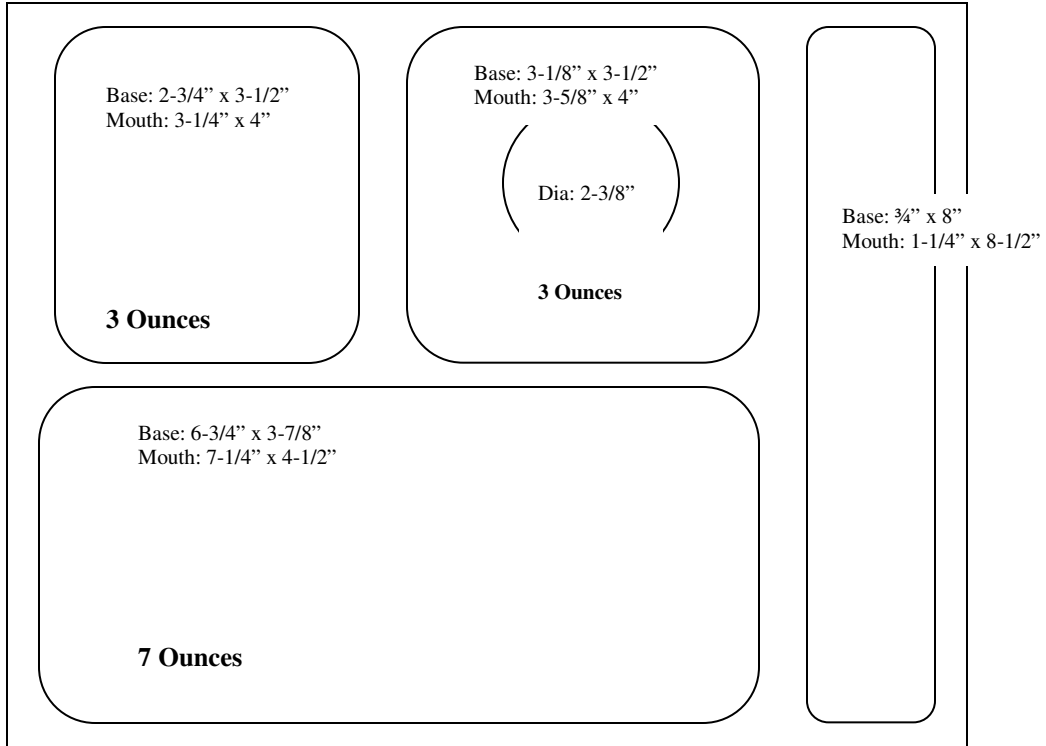 Base: 2-3/4” x 3-1/2”
Mouth: 3-1/4” x 4”
3 Ounces
Base: 3-1/8” x 3-1/2”
Mouth: 3-5/8” x 4”
Dia: 2-3/8”
3 Ounces
Base: ¾” x 8”
Mouth: 1-1/4” x 8-1/2”
Base: 6-3/4” x 3-7/8”
Mouth: 7-1/4” x 4-1/2”
7 Ounces